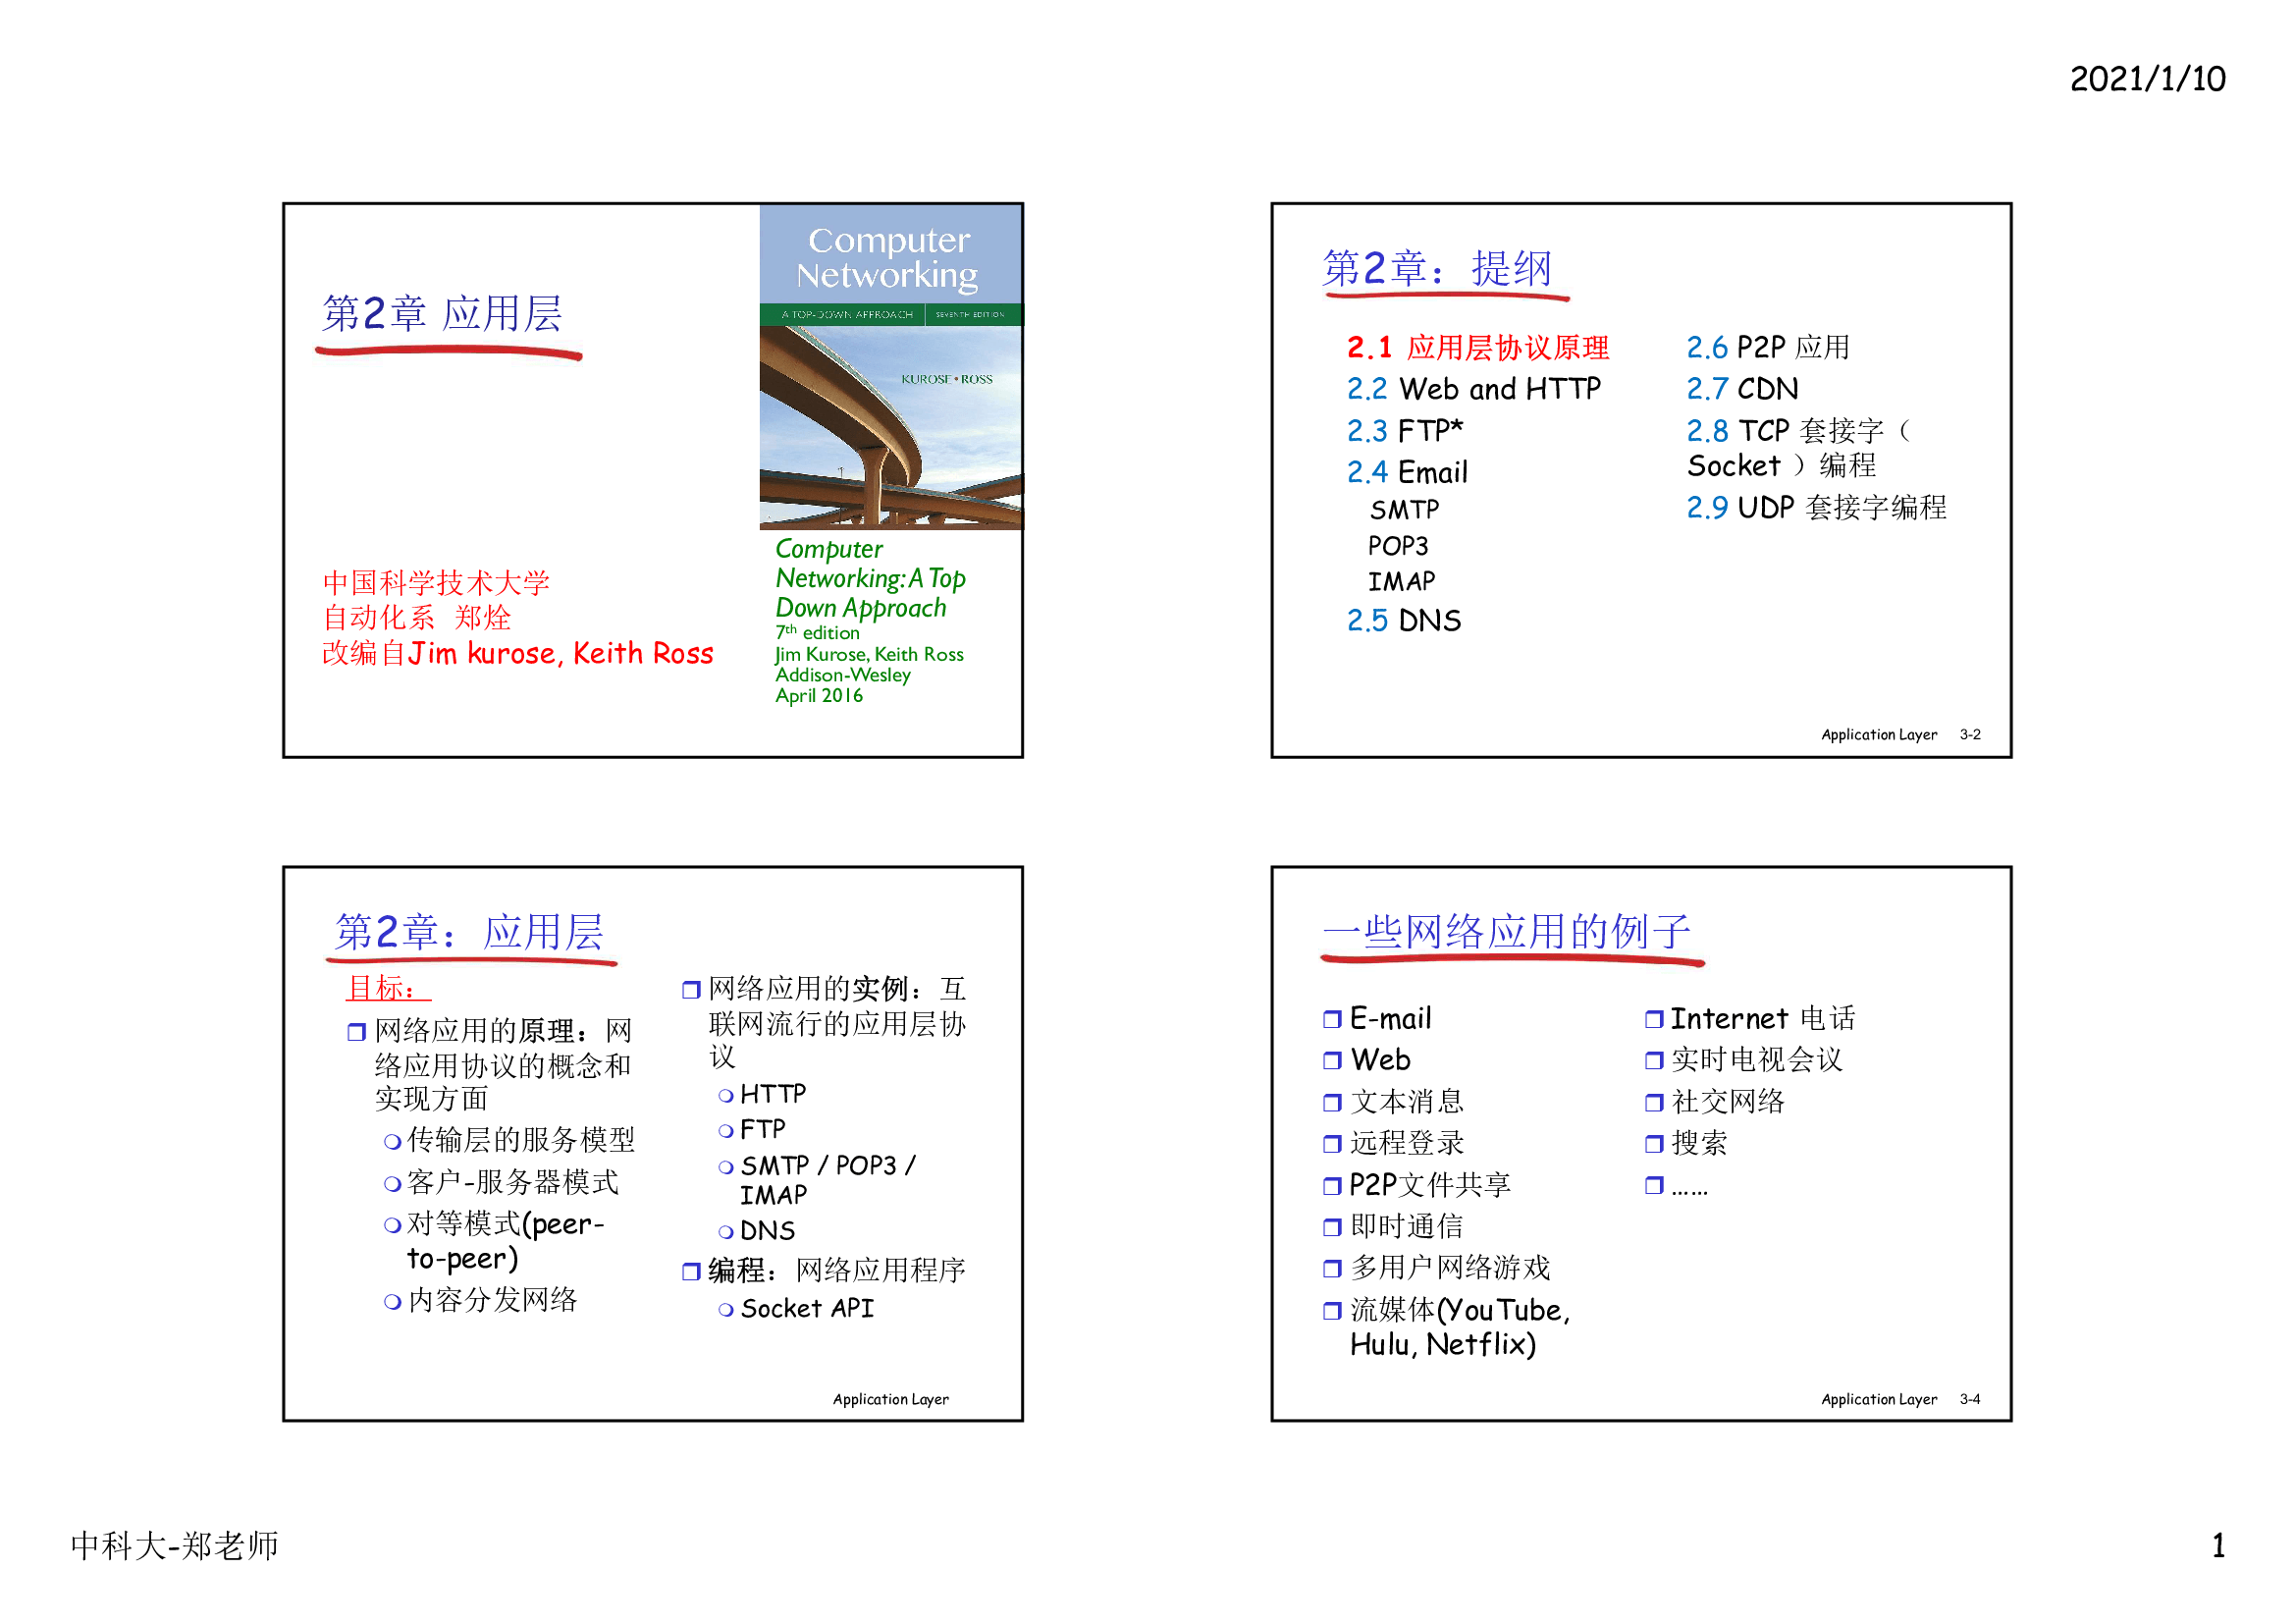 2021/1/10
第2章 应用层
中国科学技术大学
自动化系 郑烇
改编自Jim kurose, Keith Ross
Computer
Networking
A TOP-DOWN APPROACH
SEVENTH EDITION
KUROSE • ROSS
Computer
Networking: A Top
Down Approach
7th edition
Jim Kurose, Keith Ross
Addison-Wesley
April 2016
第2章：提纲
2.1 应用层协议原理
2.2 Web and HTTP
2.3 FTP*
2.4 Email
SMTP
POP3
IMAP
2.5 DNS
2.6 P2P 应用
2.7 CDN
2.8 TCP 套接字（
Socket ）编程
2.9 UDP 套接字编程
Application Layer 3-2
第2章：应用层
目标：
网络应用的原理：网
络应用协议的概念和
实现方面
传输层的服务模型
客户-服务器模式
对等模式(peer-
to-peer)
内容分发网络
网络应用的实例：互
联网流行的应用层协
议
HTTP
FTP
SMTP / POP3 /
IMAP
DNS
编程：网络应用程序
Socket API
Application Layer
一些网络应用的例子
E-mail
Web
文本消息
远程登录
P2P文件共享
即时通信
多用户网络游戏
流媒体(YouTube,
Hulu, Netflix)
Internet 电话
实时电视会议
社交网络
搜索
……
Application Layer 3-4
中科大-郑老师
1